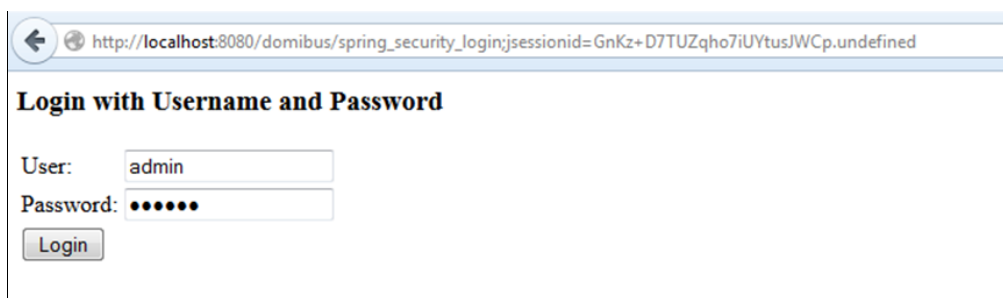 http://localhost:8080/domibus/spring_security_login;jsessionid=GnKz+D7TUZqho7iUYtusJWCp.undefined
Login with Username and Password
User: admin
Password: ••••••
Login